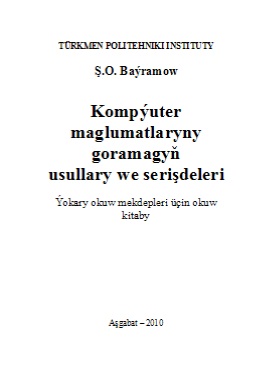 TÜRKMEN POLITEHNIKI INSTITUTY
Ş.O. Baýramow
Kompýuter
maglumatlaryny
goramagyň
usullary we serişdeleri
Ýokary okuw mekdepleri üçin okuw
kitaby
Aşgabat – 2010